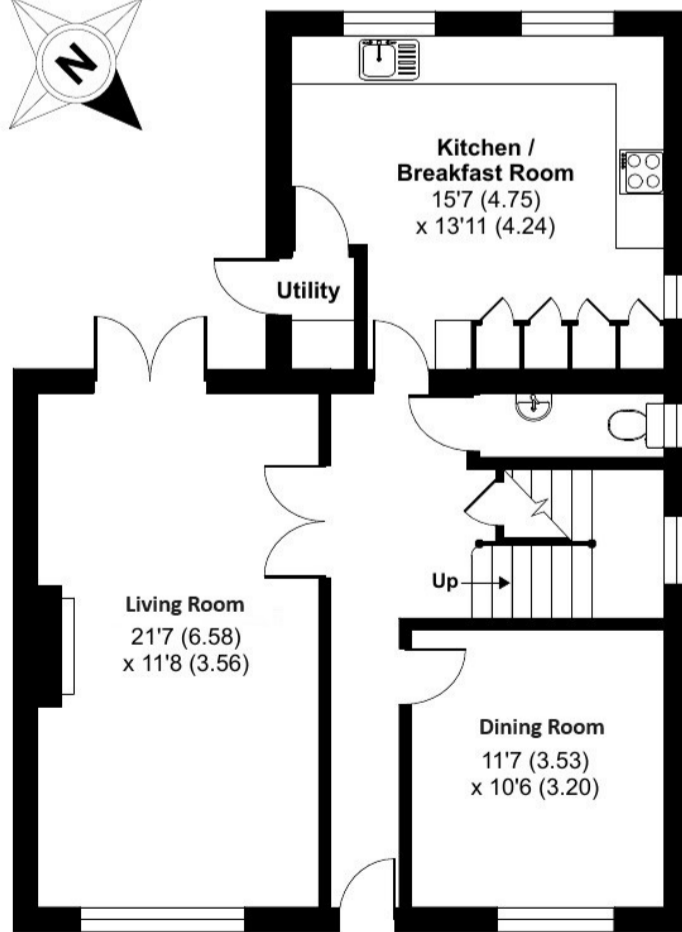 N
Kitchen /
Breakfast Room
15'7 (4.75)
x 13'11 (4.24)
Utility
Up
Living Room
21'7 (6.58)
x 11'8 (3.56)
Dining Room
11'7 (3.53)
x 10'6 (3.20)